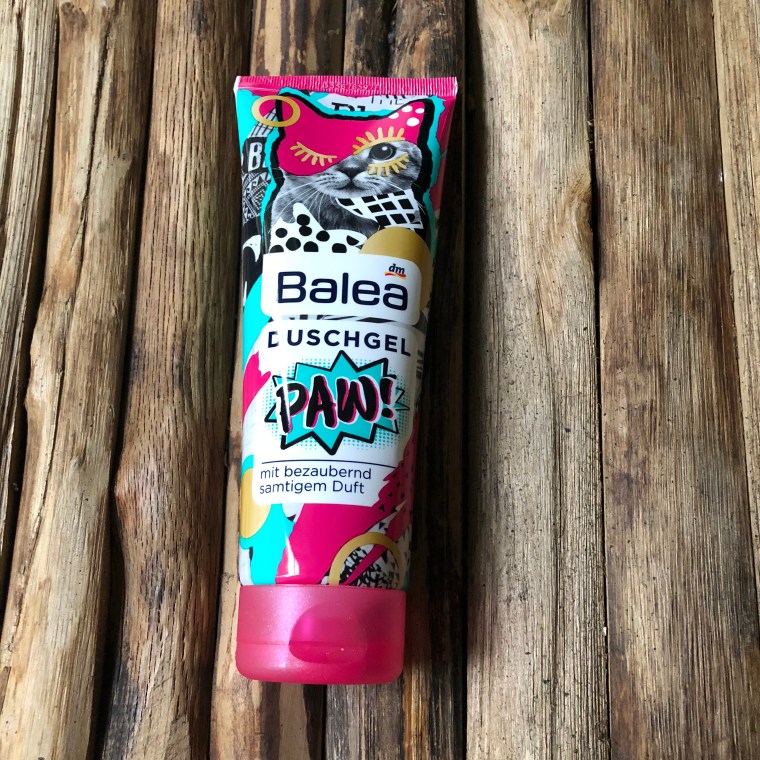 B
dm
Balea
DUSCHGEL
PAW!
mit bezaubernd
samtigem Duft